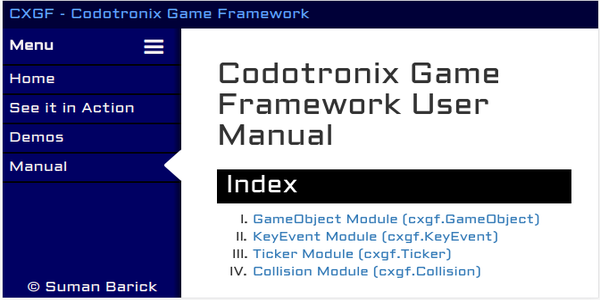 CXGF - Codotronix Game Framework
Menu
Home
See it in Action
Demos
Manual
© Suman Barick
Codotronix Game
Framework User
Manual
Index
I. GameObject Module (cxgf.GameObject)
II. KeyEvent Module (cxgf.KeyEvent)
III. Ticker Module (cxgf.Ticker)
IV. Collision Module (cxgf.Collision)